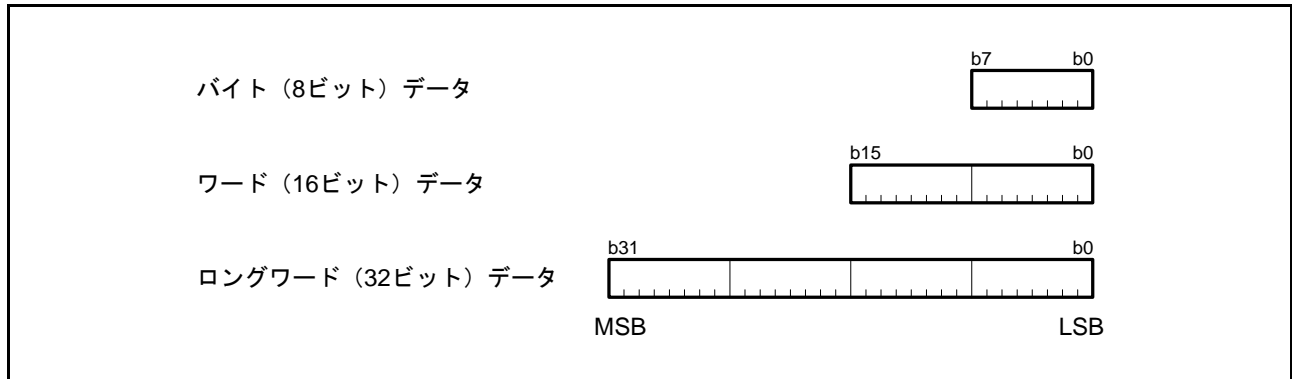 b7 b0
バイト（8ビット）データ
b15 b0
ワード（16ビット）データ
b31 b0
ロングワード（32ビット）データ
MSB LSB